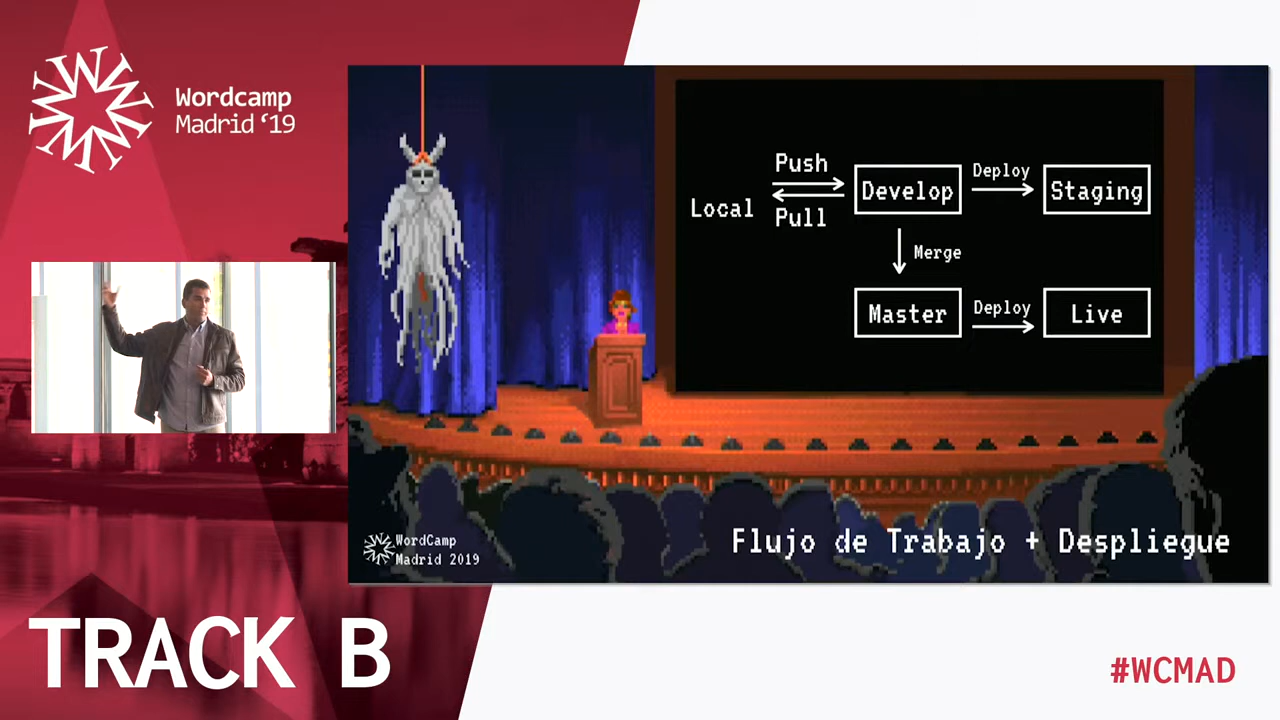 Wordcamp
Madrid ‘19
Push
Pull
Local
Develop
Deploy
Staging
Merge
Master
Deploy
Live
WordCamp
Madrid 2019
Flujo de Trabajo + Despliegue
TRACK B
#WCMAD